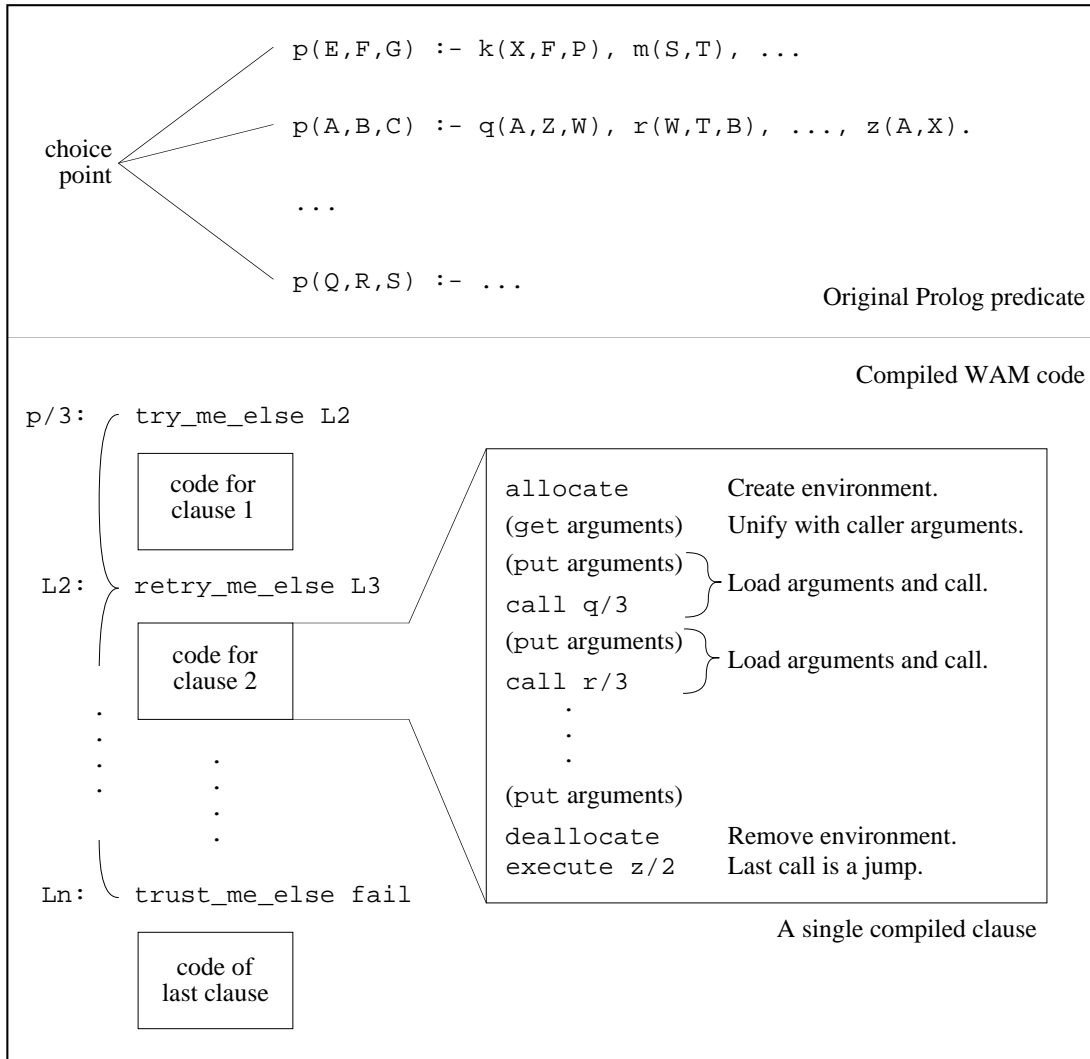 p(E,F,G) :- k(X,F,P), m(S,T), ...
p(A,B,C) :- q(A,Z,W), r(W,T,B), ..., z(A,X).
choice
point
...
p(Q,R,S) :- ...
Original Prolog predicate
Compiled WAM code
p/3: try_me_else L2
code for
clause 1
L2: retry_me_else L3
code for
clause 2
Ln: trust_me_else fail
code of
last clause
allocate Create environment.
(get arguments) Unify with caller arguments.
(put arguments)
call q/3
Load arguments and call.
(put arguments)
call r/3
Load arguments and call.
(put arguments)
deallocate Remove environment.
execute z/2 Last call is a jump.
A single compiled clause